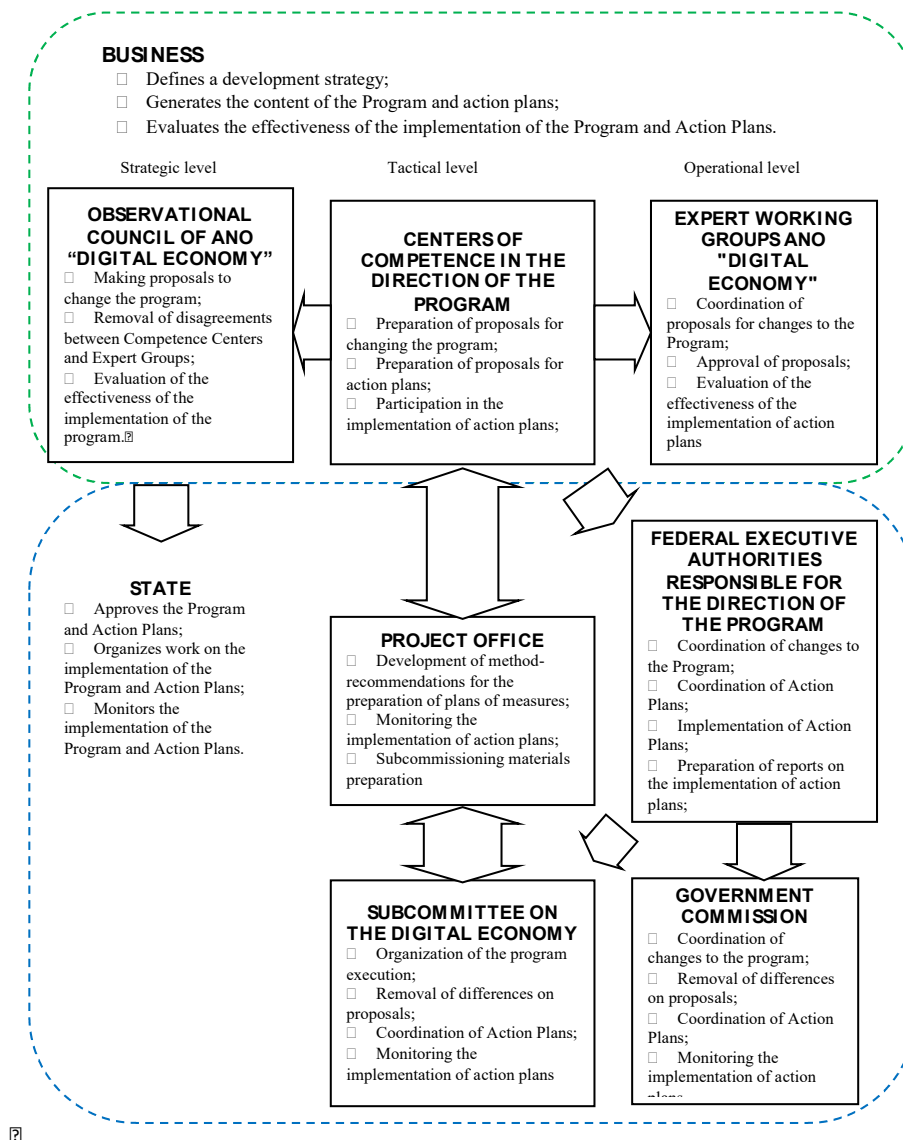 BUSINESS
□ Defines a development strategy;
□ Generates the content of the Program and action plans;
□ Evaluates the effectiveness of the implementation of the Program and Action Plans.
Strategic level
Tactical level
Operational level
OBSERVATIONAL
COUNCIL OF ANO
“DIGITAL ECONOMY”
□ Making proposals to
change the program;
□ Removal of disagreements
between Competence Centers
and Expert Groups;
□ Evaluation of the
effectiveness of the
implementation of the
program.
CENTERS OF
COMPETENCE IN THE
DIRECTION OF THE
PROGRAM
□ Preparation of proposals for
changing the program;
□ Preparation of proposals for
action plans;
□ Participation in the
implementation of action plans;
EXPERT WORKING
GROUPS ANO
"DIGITAL
ECONOMY"
□ Coordination of
proposals for changes to the
Program;
□ Approval of proposals;
□ Evaluation of the
effectiveness of the
implementation of action
plans
STATE
□ Approves the Program
and Action Plans;
□ Organizes work on the
implementation of the
Program and Action Plans;
□ Monitors the
implementation of the
Program and Action Plans.
PROJECT OFFICE
□ Development of method-
recommendations for the
preparation of plans of measures;
□ Monitoring the
implementation of action plans;
□ Subcommissioning materials
preparation
FEDERAL EXECUTIVE
AUTHORITIES
RESPONSIBLE FOR
THE DIRECTION OF
THE PROGRAM
□ Coordination of changes to
the Program;
□ Coordination of Action
Plans;
□ Implementation of Action
Plans;
□ Preparation of reports on
the implementation of action
plans;
SUBCOMMITTEE ON
THE DIGITAL ECONOMY
□ Organization of the program
execution;
□ Removal of differences on
proposals;
□ Coordination of Action Plans;
□ Monitoring the
implementation of action plans
GOVERNMENT
COMMISSION
□ Coordination of
changes to the program;
□ Removal of differences
on proposals;
□ Coordination of Action
Plans;
□ Monitoring the
implementation of action